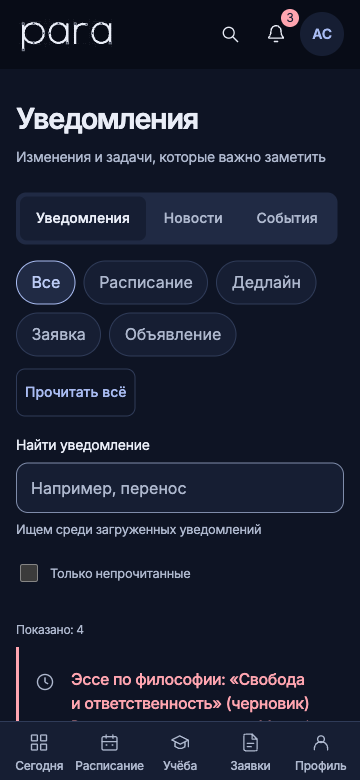 para
3
АС
Уведомления
Изменения и задачи, которые важно заметить
Уведомления Новости События
Все Расписание Дедлайн
Заявка Объявление
Прочитать всё
Найти уведомление
Например, перенос
Ищем среди загруженных уведомлений
Только непрочитанные
Показано: 4
Эссе по философии: «Свобода
и ответственность» (черновик)
Сегодня Расписание Учёба Заявки Профиль